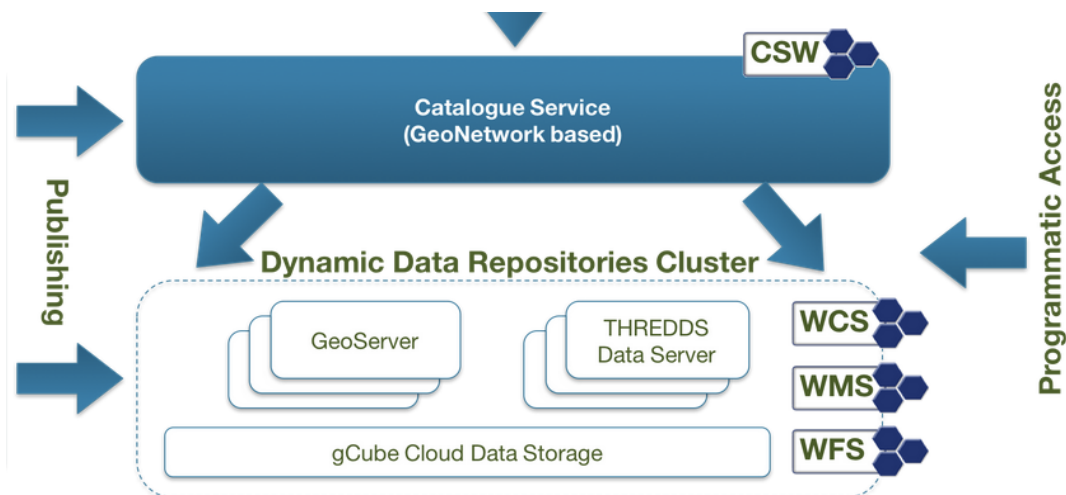 CSW
Catalogue Service
(GeoNetwork based)
Publishing
Programmatic Access
Dynamic Data Repositories Cluster
GeoServer
THREDDS
Data Server
WCS
WMS
gCube Cloud Data Storage
WFS